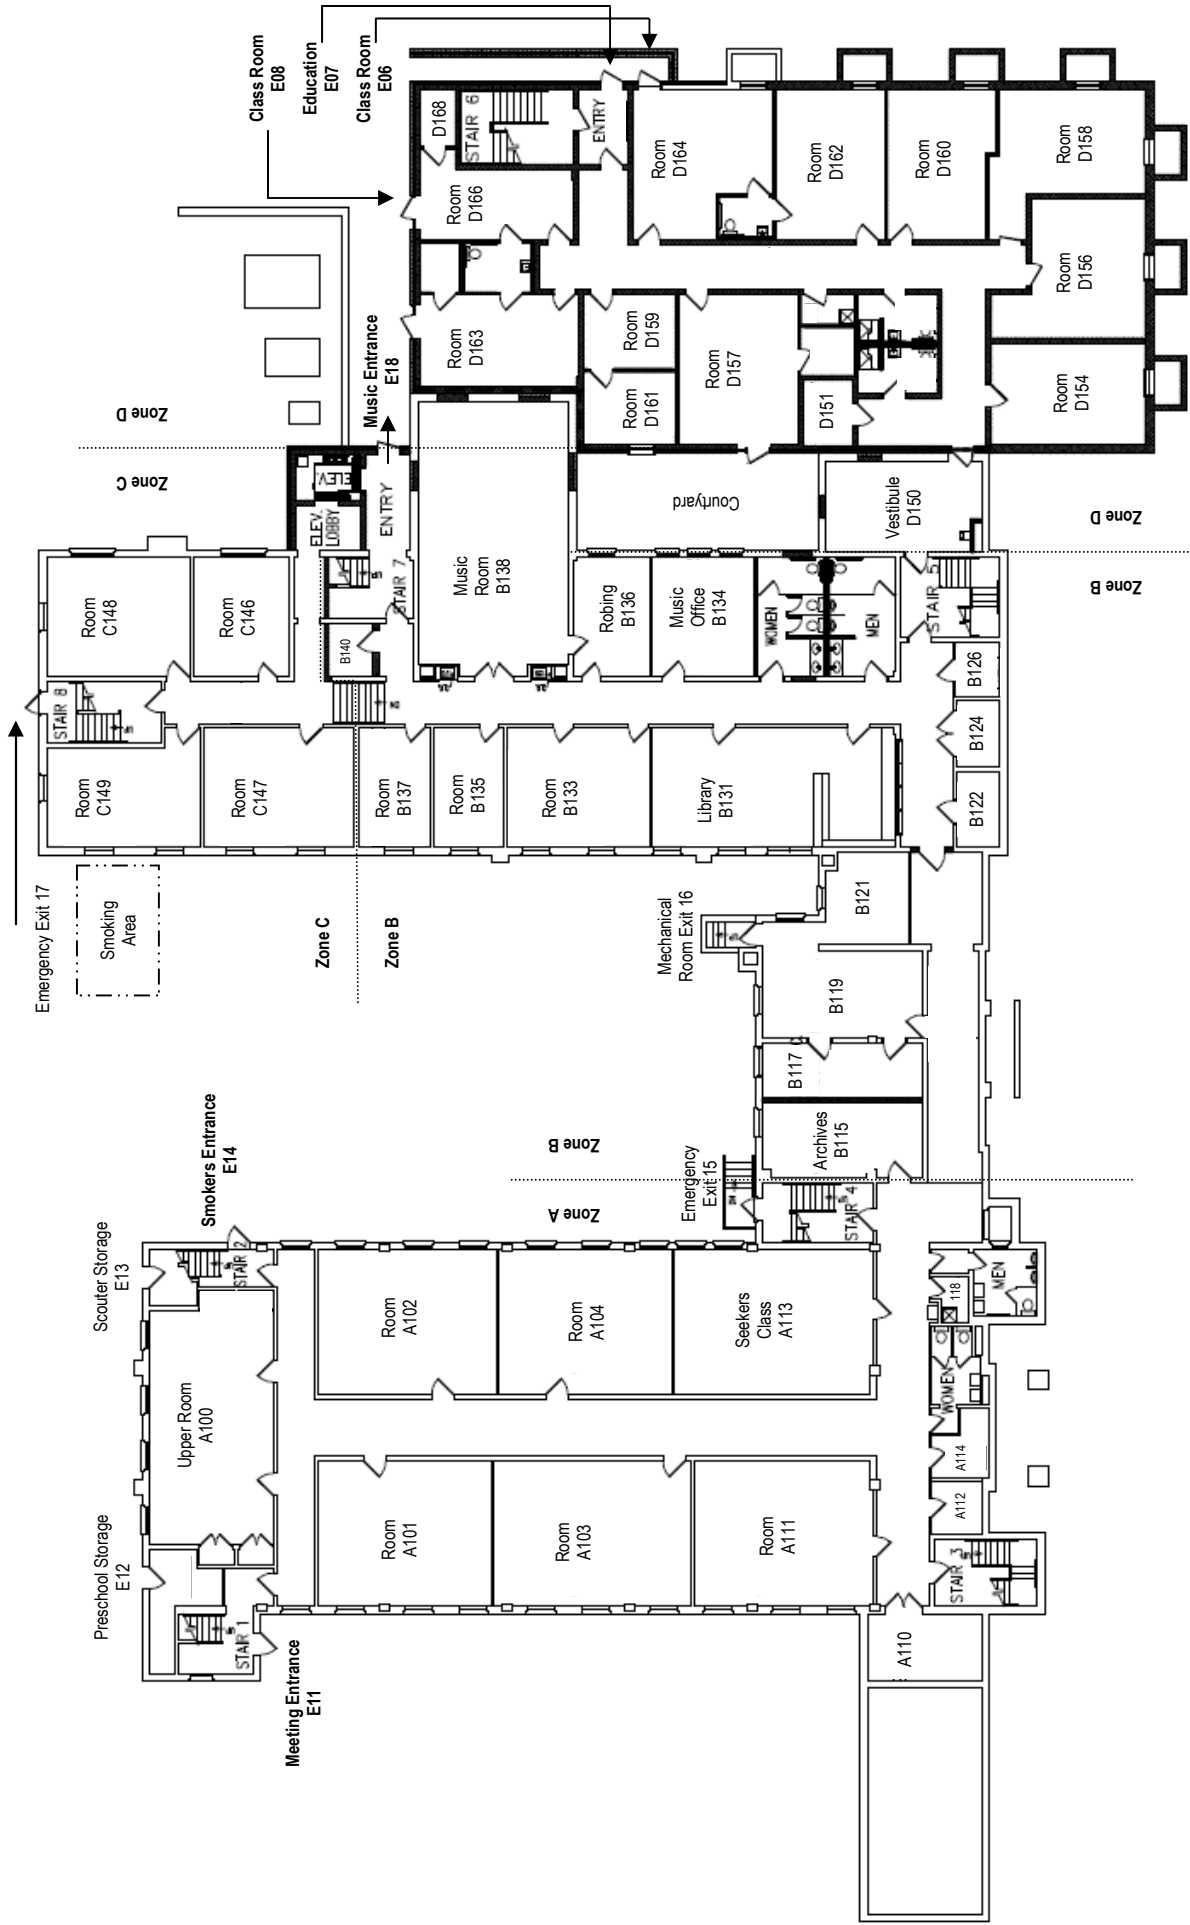 Class Room
E08
Education
E07
Class Room
E06
D168
STAIR 6
ENTRY
Room
D166
Room
D164
Room
D162
Room
D160
Room
D158
Room
D156
Room
D154
Room
D163
Room
D159
Room
D161
Room
D157
D151
Music Entrance
E18
Zone D
Zone C
ELEV.
ELEV.
LOBBY
ENTRY
STAIR 7
Music
Room B138
Courtyard
Vestibule
D150
Zone D
Zone B
Room
C148
Room
C146
B140
Robing
B136
Music
Office
B134
WOMEN
MEN
STAIR 5
B126
B124
B122
STAIR 8
Room
C149
Room
C147
Room
B137
Room
B135
Room
B133
Library
B131
Emergency Exit 17
Smoking
Area
Zone C
Zone B
Mechanical
Room Exit 16
B121
B119
B117
Archives
B115
Zone B
Zone A
Emergency
Exit 15
STAIR 4
Smokers Entrance
E14
Scouter Storage
E13
STAIR 2
Upper Room
A100
Room
A102
Room
A104
Seekers
Class
A113
MEN
118
WOMEN
A114
A112
STAIR 3
Preschool Storage
E12
STAIR 1
Meeting Entrance
E11
Room
A101
Room
A103
Room
A111
A110